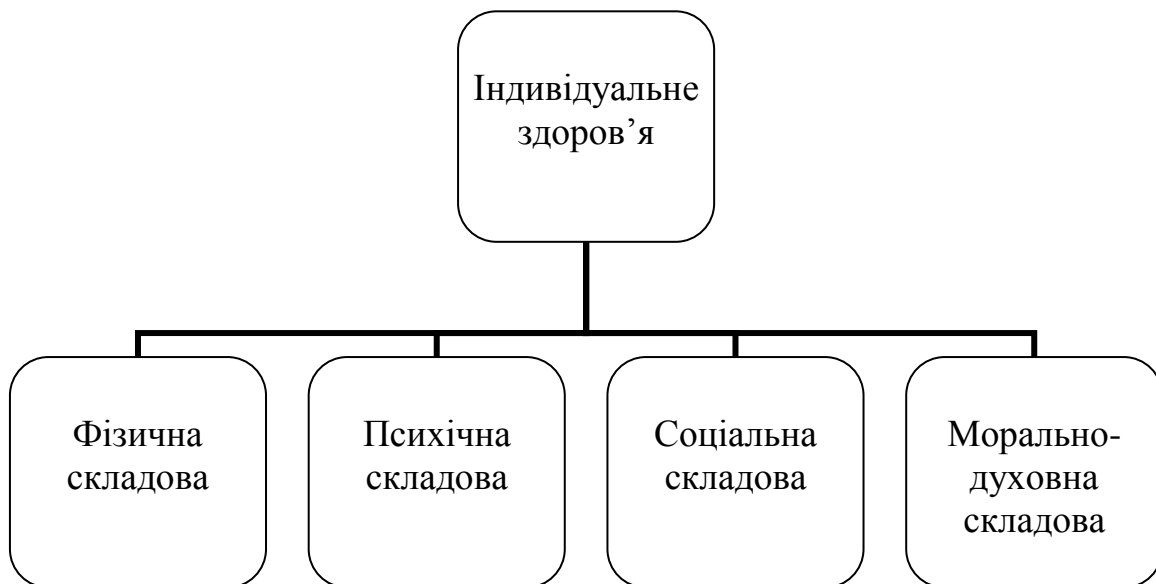 Індивідуальне
здоров’я
Фізична
складова
Психічна
складова
Соціальна
складова
Морально-
духовна
складова